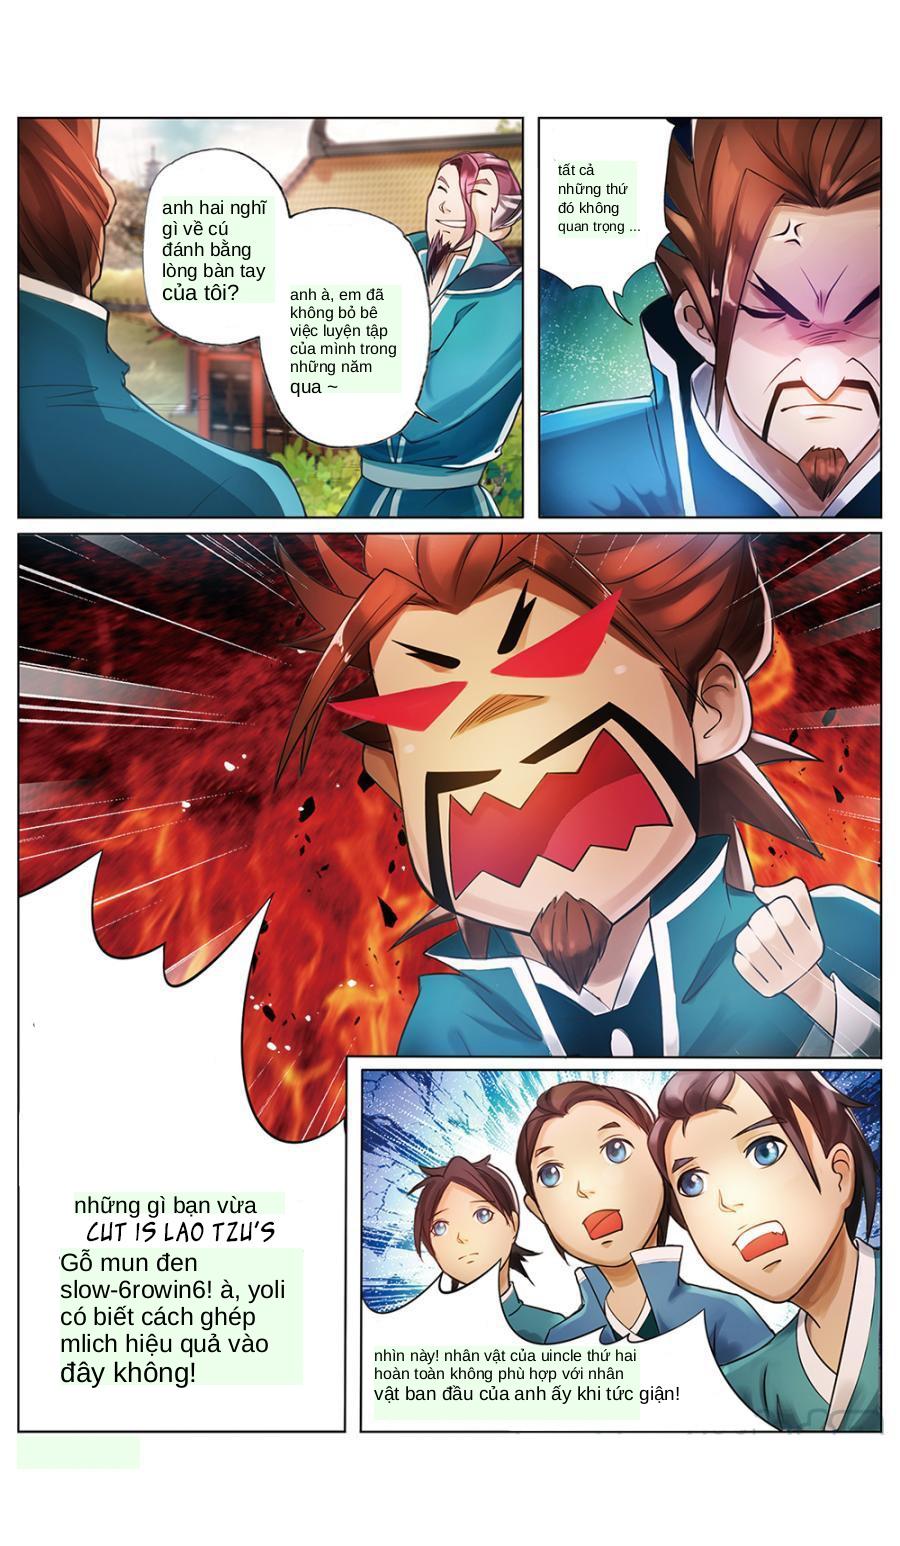 anh hai nghĩ
gì về cú
đánh bằng
lòng bàn tay
của tôi?
anh à, em đã
không bỏ bê
việc luyện tập
của mình trong
những năm
qua ~
tất cả
những thứ
đó không
quan trọng ...
những gì bạn vừa
CUT IS LAO TZU'S
Gỗ mun đen
slow-6rowin6! à, yoli
có biết cách ghép
mlich hiệu quả vào
đây không!
nhìn này! nhân vật của uincle thứ hai
hoàn toàn không phù hợp với nhân
vật ban đầu của anh ấy khi tức giận!